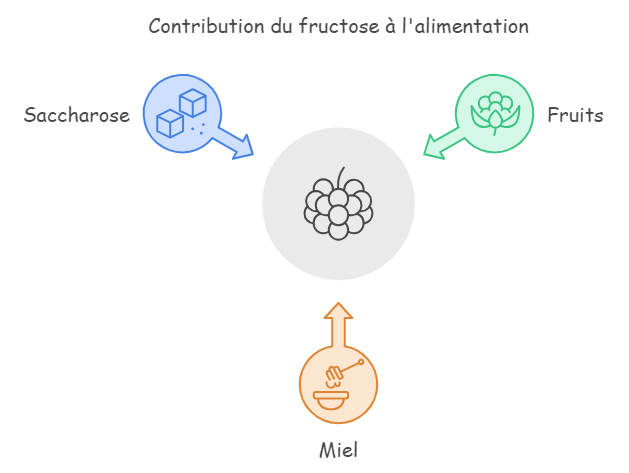 Contribution du fructose à l'alimentation
Saccharose
Fruits
Miel